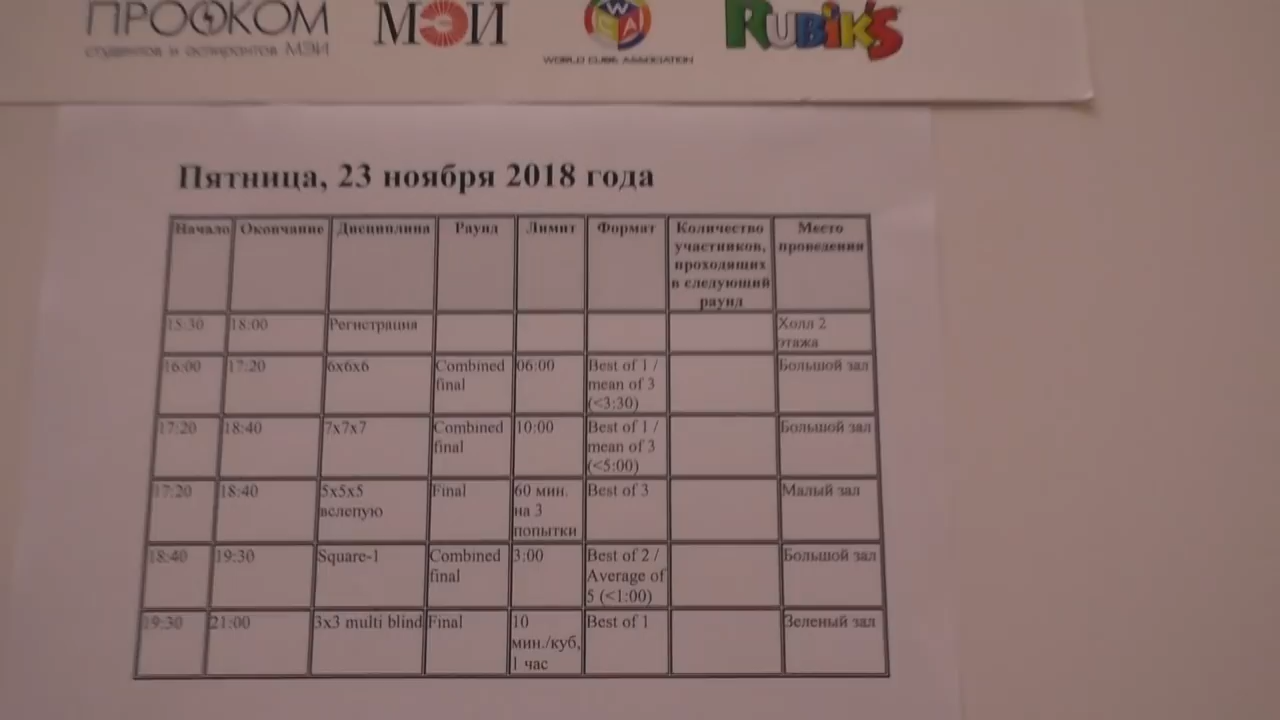 ПРОФКОМ
студентов и аспирантов МЭИ
МЭИ
WCA
WORLD CUBE ASSOCIATION
RUBIK'S
Пятница, 23 ноября 2018 года
Начало Окончание Дисциплина Раунд Лимит Формат Количество участников, проходящих в следующий раунд Место проведения
15:30 18:00 Регистрация Холл 2 этажа
16:00 17:20 6x6x6 Combined final 06:00 Best of 1 / mean of 3 (<3:30) Большой зал
17:20 18:40 7x7x7 Combined final 10:00 Best of 1 / mean of 3 (<5:00) Большой зал
17:20 18:40 5x5x5 вслепую Final 60 мин. на 3 попытки Best of 3 Малый зал
18:40 19:30 Square-1 Combined final 3:00 Best of 2 / Average of 5 (<1:00) Большой зал
19:30 21:00 3x3 multi blind Final 10 мин./куб, 1 час Best of 1 Зеленый зал